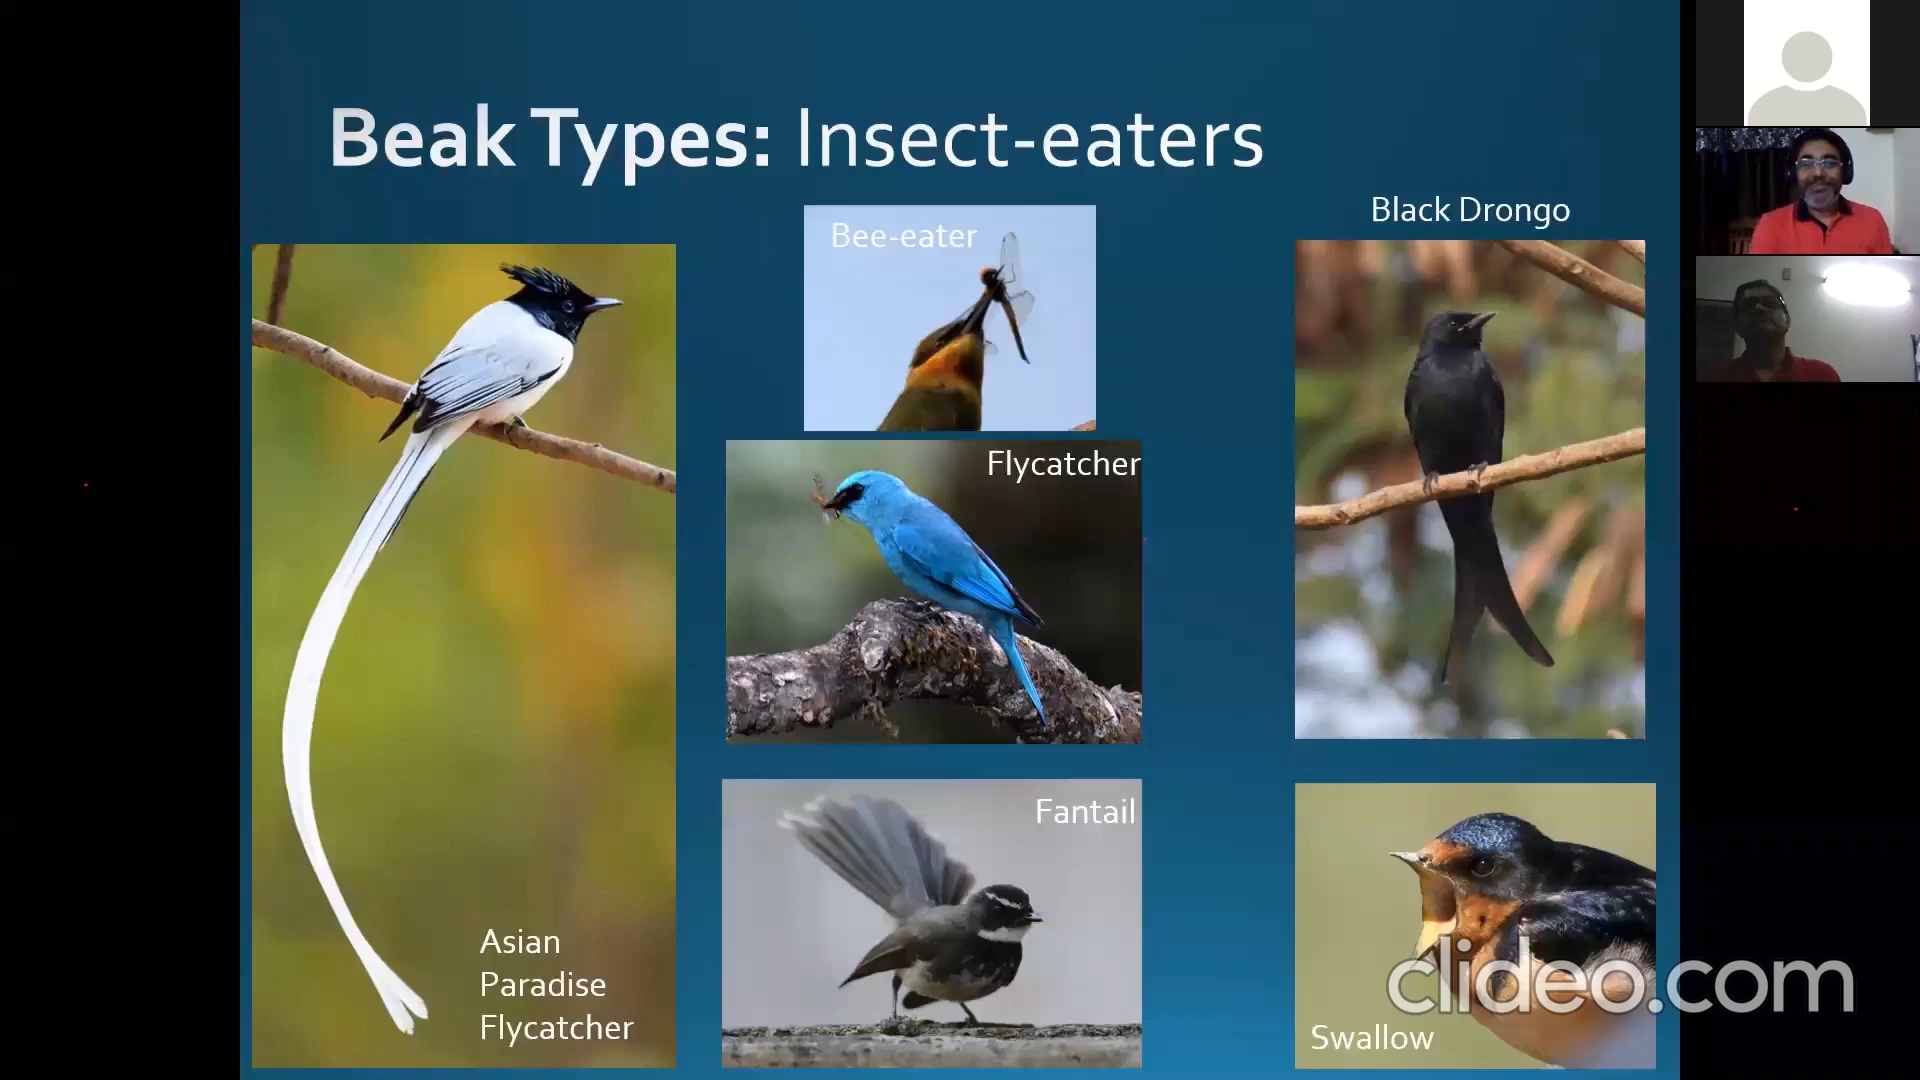 Beak Types: Insect-eaters
Black Drongo
Bee-eater
Flycatcher
Fantail
Asian
Paradise
Flycatcher
Swallow
clideo.com